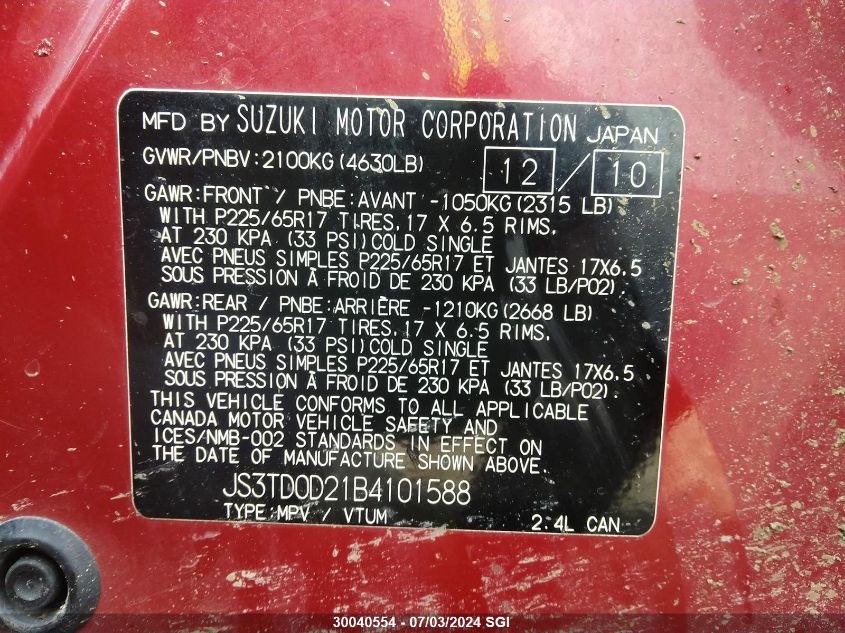 MFD BY SUZUKI MOTOR CORPORATION JAPAN
GVWR/PNBV:2100KG(4630LB) 12/10
GAWR:FRONT / PNBE:AVANT -1050KG(2315 LB)
WITH P225/65R17 TIRES,17 X 6.5 RIMS,
AT 230 KPA (33 PSI)COLD SINGLE
AVEC PNEUS SIMPLES P225/65R17 ET JANTES 17X6.5
SOUS PRESSION À FROID DE 230 KPA (33 LB/PO2).
GAWR:REAR / PNBE:ARRIÈRE -1210KG(2668 LB)
WITH P225/65R17 TIRES,17 X 6.5 RIMS,
AT 230 KPA (33 PSI)COLD SINGLE
AVEC PNEUS SIMPLES P225/65R17 ET JANTES 17X6.5
SOUS PRESSION À FROID DE 230 KPA (33 LB/PO2).
THIS VEHICLE CONFORMS TO ALL APPLICABLE
CANADA MOTOR VEHICLE SAFETY AND
ICES/NMB-002 STANDARDS IN EFFECT ON
THE DATE OF MANUFACTURE SHOWN ABOVE.
JS3TD0D21B4101588
TYPE:MPV / VTUM 2.4L CAN
30040554 - 07/03/2024 SGI